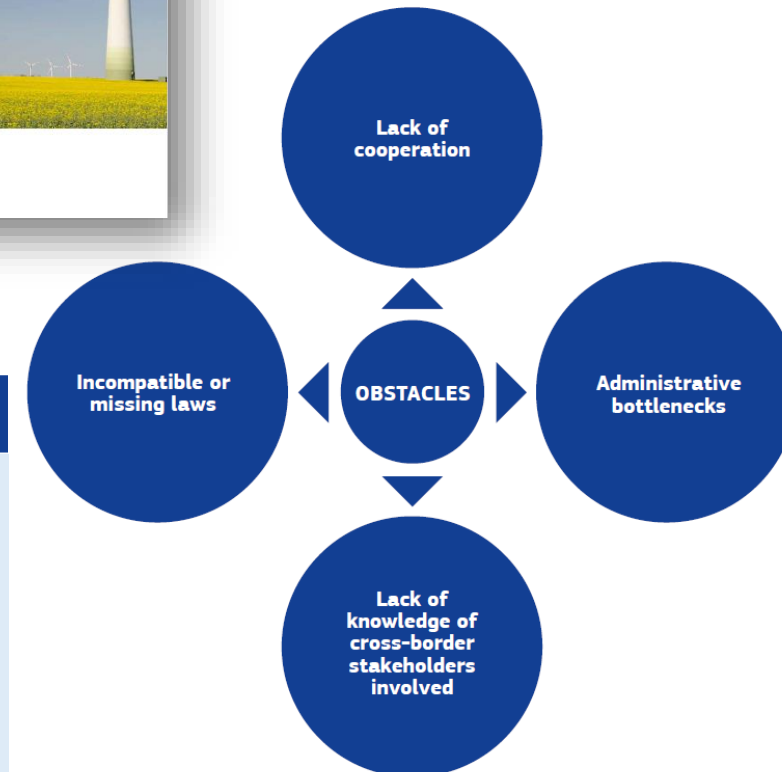 Lack of
cooperation
Incompatible or
missing laws
OBSTACLES
Administrative
bottlenecks
Lack of
knowledge of
cross-border
stakeholders
involved